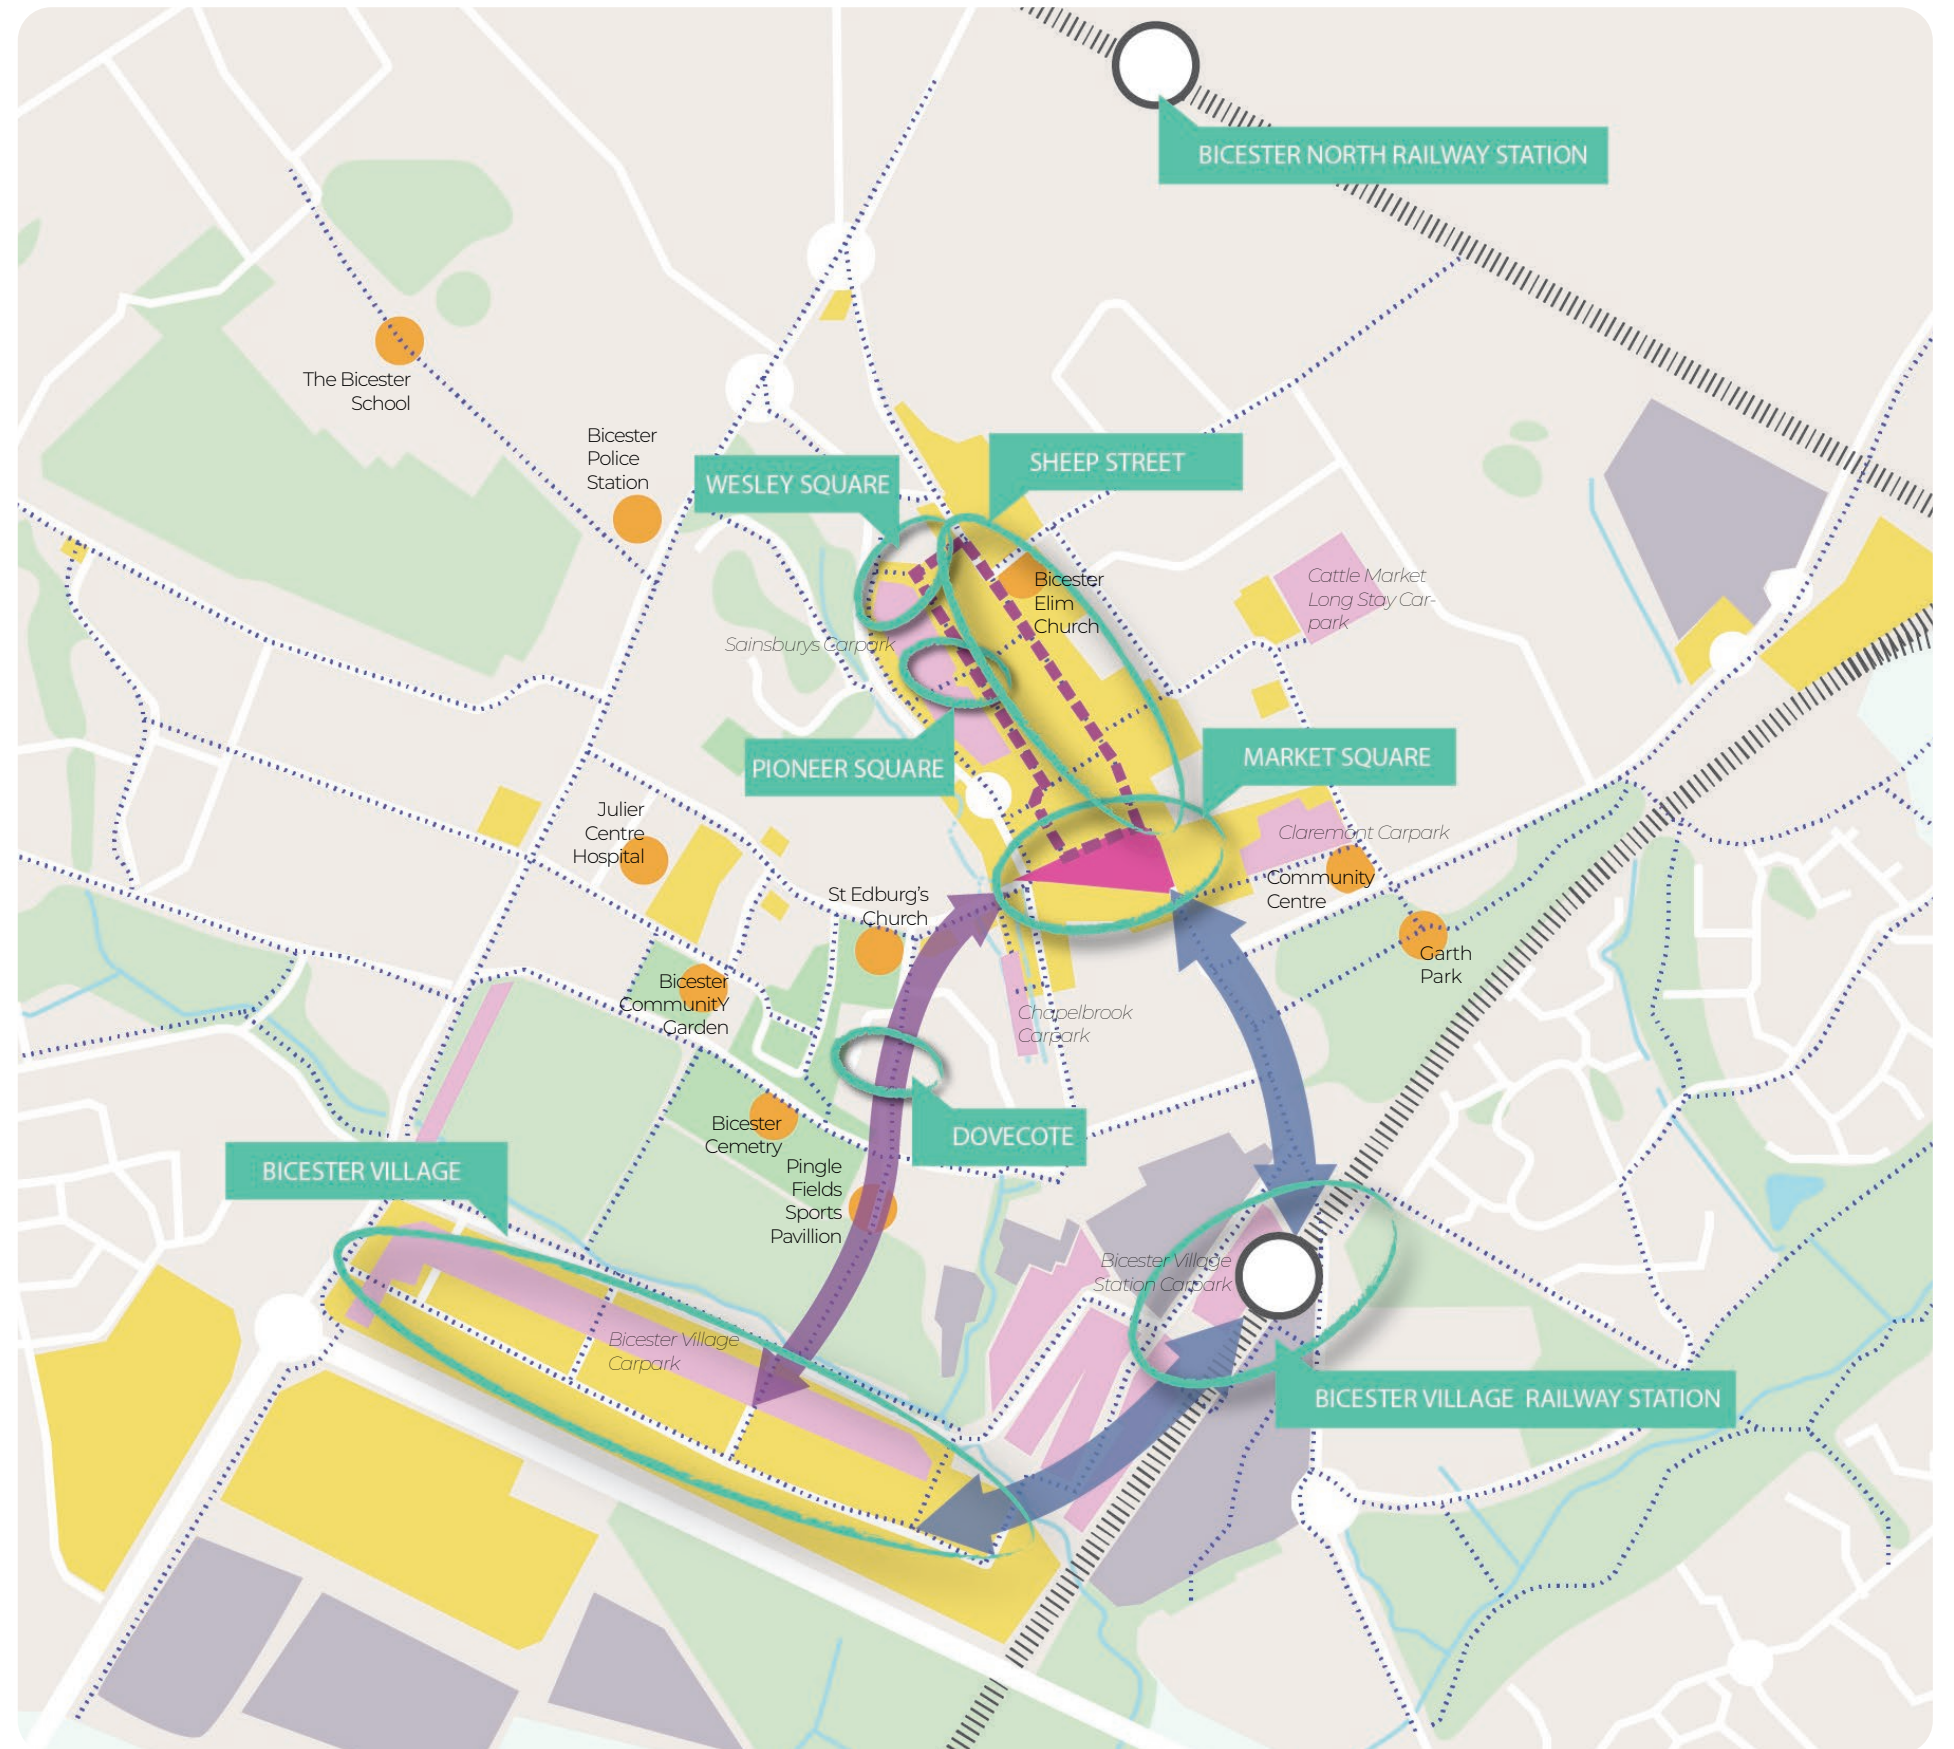 BICESTER NORTH RAILWAY STATION
The Bicester
School
Bicester
Police
Station
WESLEY SQUARE
SHEEP STREET
Bicester
Elim
Church
Cattle Market
Long Stay Car-
park
Sainsburys Carpark
PIONEER SQUARE
MARKET SQUARE
Julier
Centre
Hospital
Claremont Carpark
Community
Centre
St Edburg's
Church
Garth
Park
Bicester
CommunitY
Garden
Chapelbrook
Carpark
Bicester
Cemetry
DOVECOTE
BICESTER VILLAGE
Pingle
Fields
Sports
Pavillion
Bicester Village
Station Carpark
Bicester Village
Carpark
BICESTER VILLAGE RAILWAY STATION